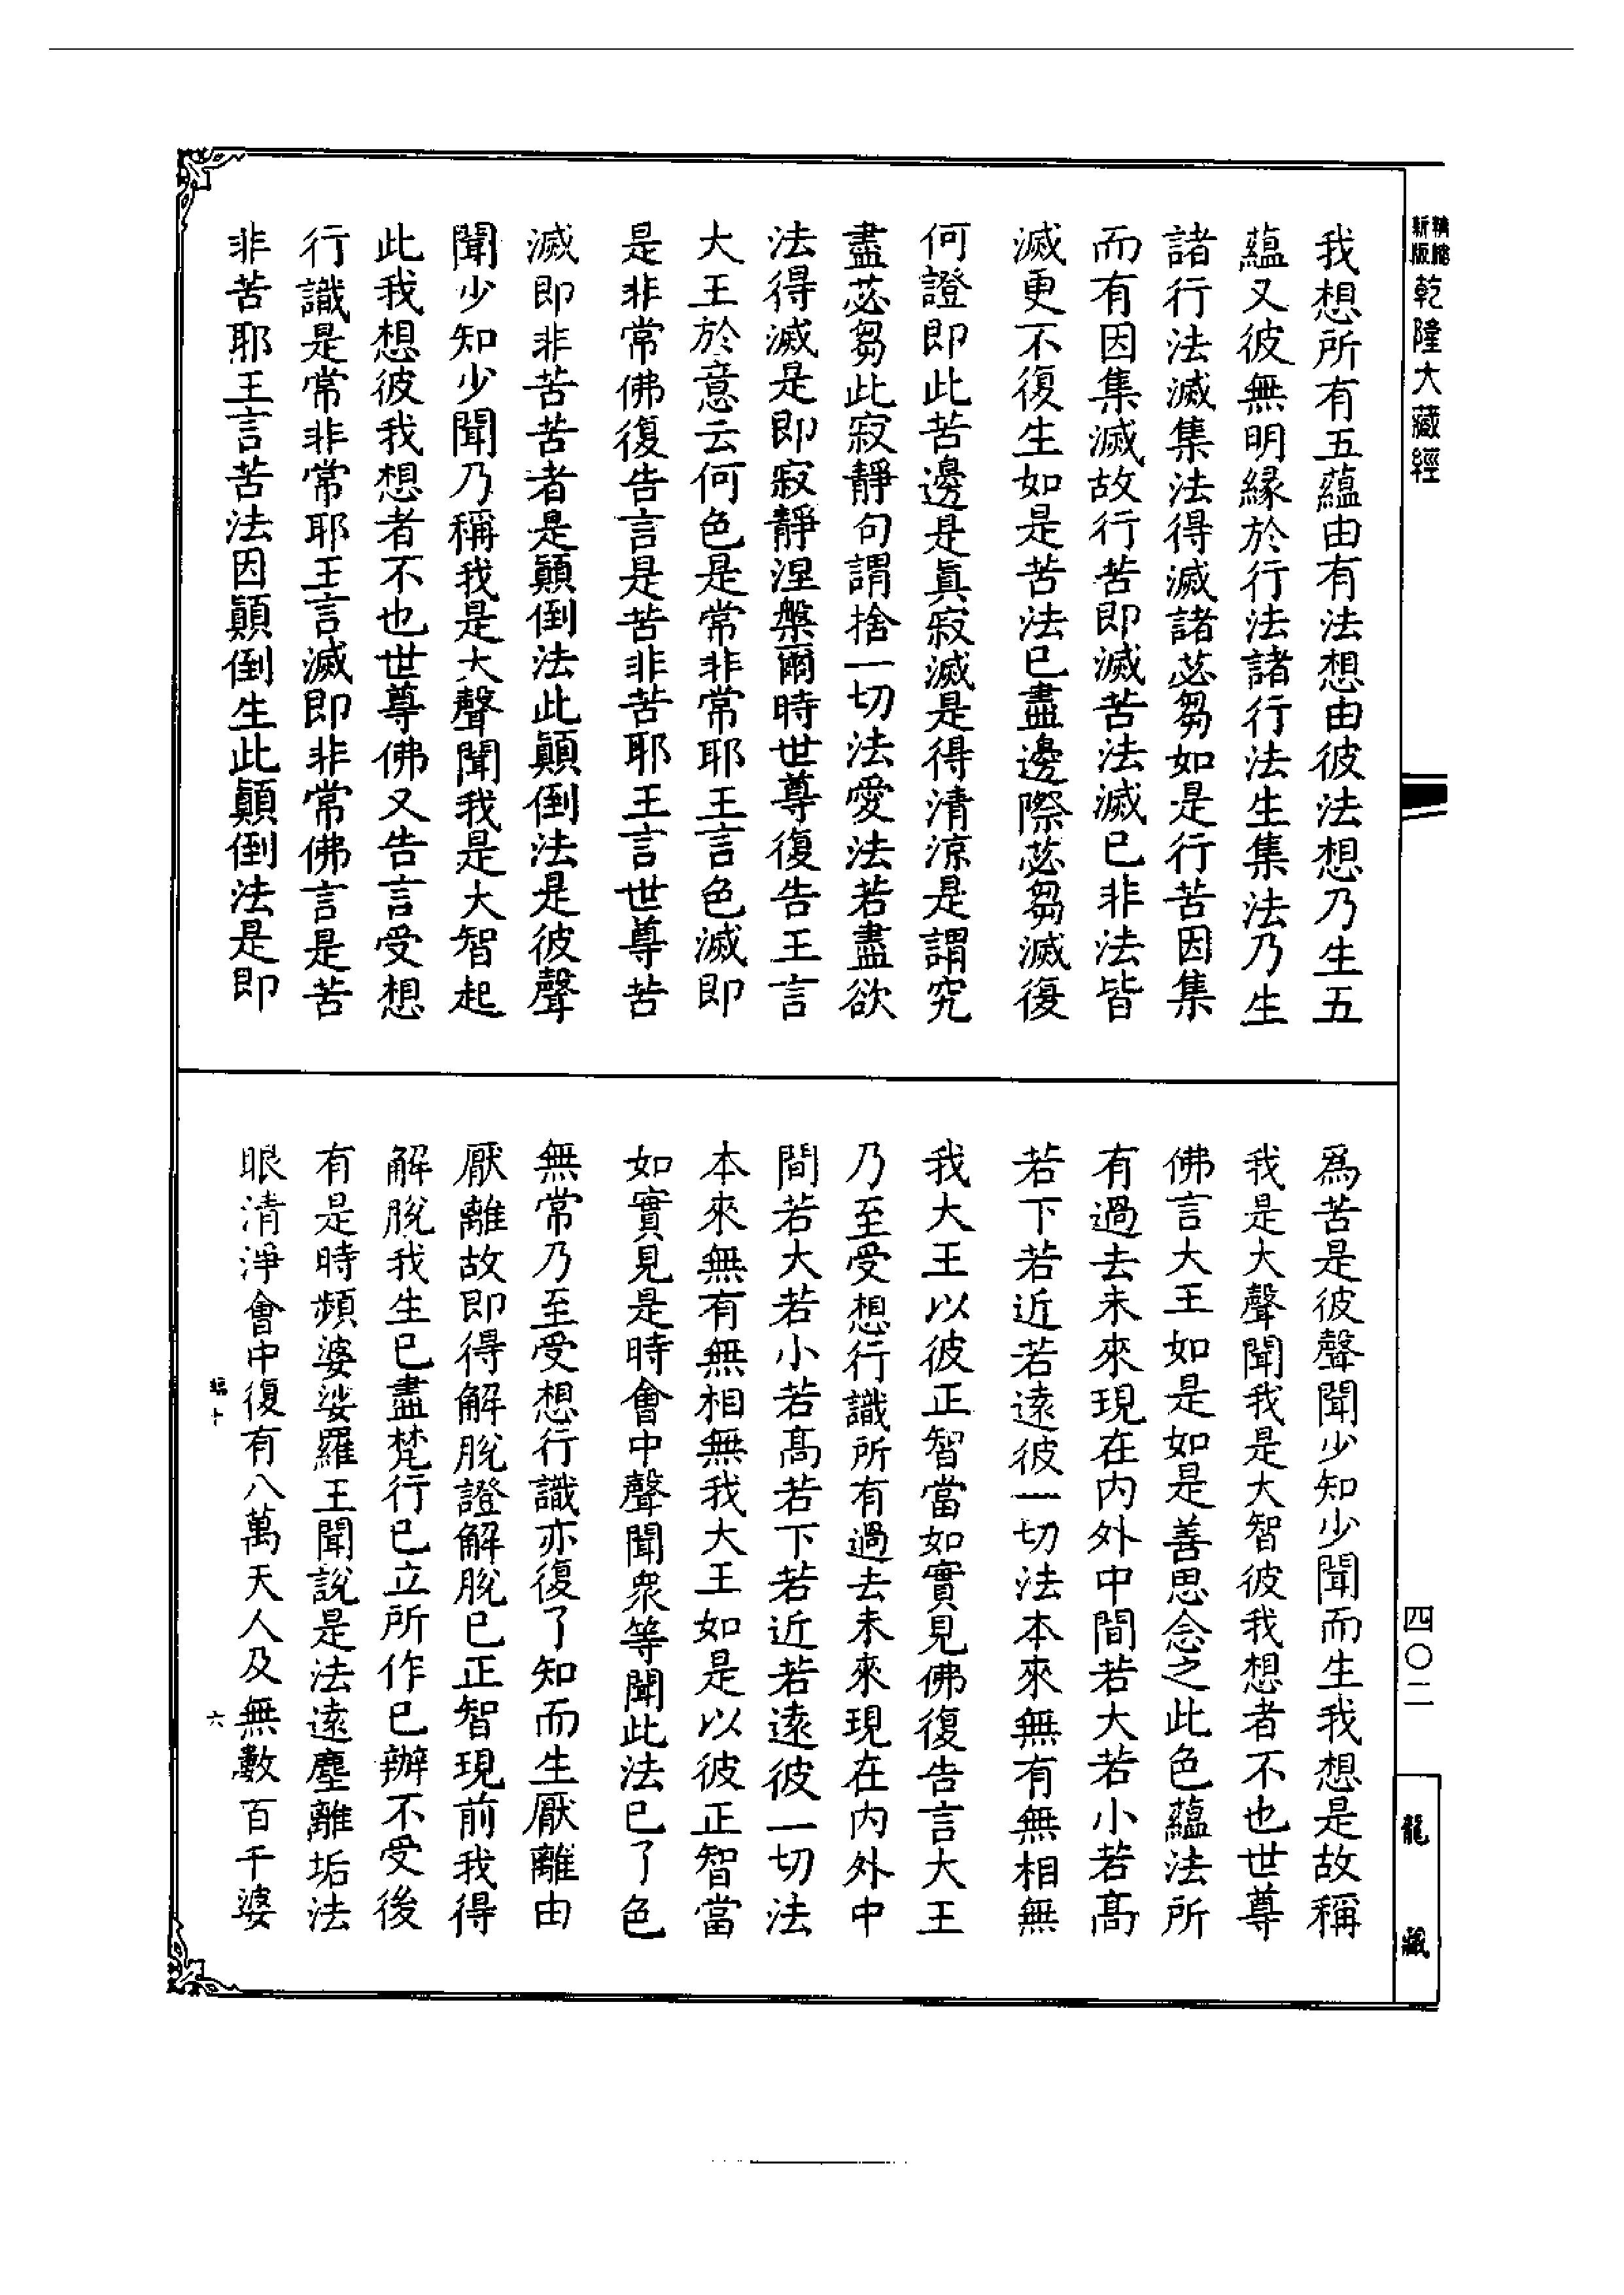 精縮新版乾隆大藏經
我想所有五蘊由有法想由彼法想乃生五
蘊又彼無明緣於行法諸行法生集法乃生
諸行法滅集法得滅諸苾芻如是行苦因集
而有因集滅故行苦即滅苦法滅已非法皆
滅更不復生如是苦法已盡邊際苾芻滅復
何證即此苦邊是眞寂滅是得清涼是謂究
盡苾芻此寂靜句謂捨一切法愛法若盡欲
法得滅是即寂靜涅槃爾時世尊復告王言
大王於意云何色是常非常耶王言色滅即
是非常佛復告言是苦非苦耶王言世尊苦
滅即非苦苦者是顛倒法此顛倒法是彼聲
聞少知少聞乃稱我是大聲聞我是大智起
此我想彼我想者不也世尊佛又告言受想
行識是常非常耶王言滅即非常佛言是苦
非苦耶王言苦法因顛倒生此顛倒法是即
爲苦是彼聲聞少知少聞而生我想是故稱
我是大聲聞我是大智彼我想者不也世尊
佛言大王如是如是善思念之此色蘊法所
有過去未來現在內外中間若大若小若高
若下若近若遠彼一切法本來無有無相無
我大王以彼正智當如實見佛復告言大王
乃至受想行識所有過去未來現在內外中
間若大若小若高若下若近若遠彼一切法
本來無有無相無我大王如是以彼正智當
如實見是時會中聲聞衆等聞此法已了色
無常乃至受想行識亦復了知而生厭離由
厭離故即得解脫證解脫已正智現前我得
解脫我生已盡梵行已立所作已辦不受後
有是時頻婆娑羅王聞說是法遠塵離垢法
眼清淨會中復有八萬天人及無數百千婆
六
四〇二
龍藏